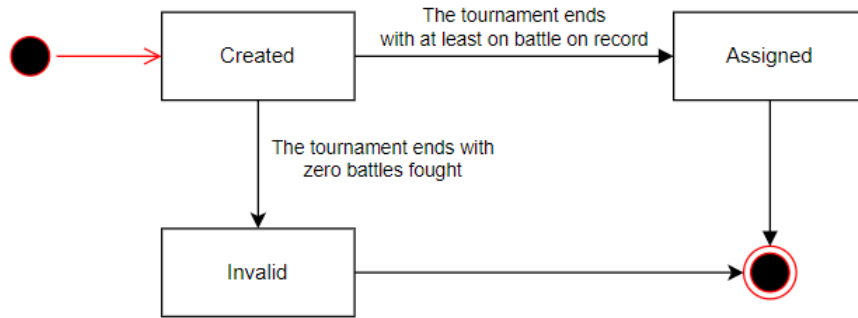 The tournament ends
with at least on battle on record
Created
Assigned
The tournament ends with
zero battles fought
Invalid